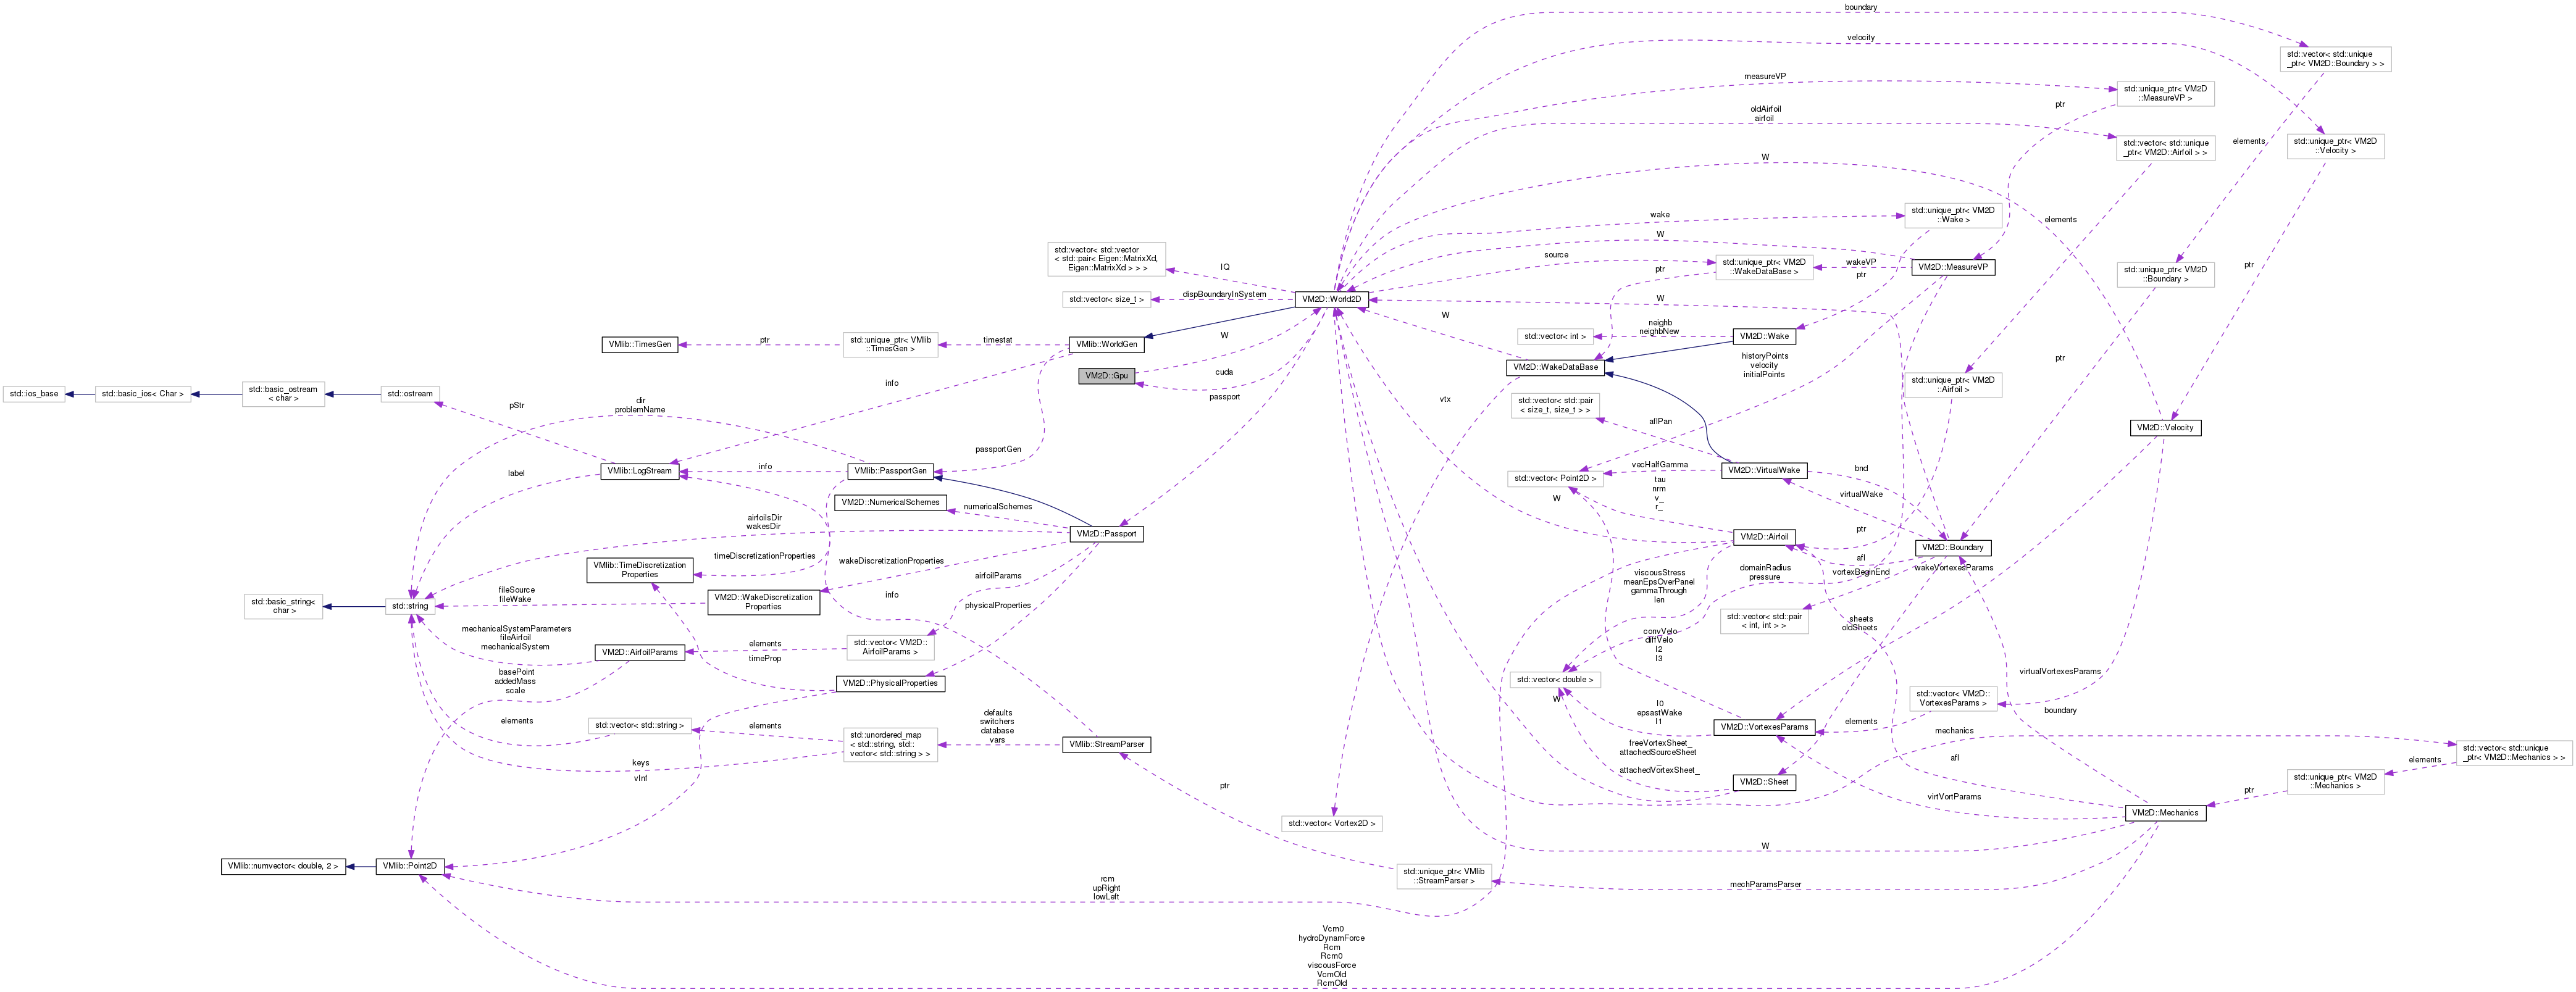 boundary
velocity
std::vector< std::unique
_ptr< VM2D::Boundary > >
measureVP
std::unique_ptr< VM2D
::MeasureVP >
ptr
oldAirfoil
airfoil
std::vector< std::unique
_ptr< VM2D::Airfoil > >
elements
std::unique_ptr< VM2D
::Velocity >
W
wake
std::unique_ptr< VM2D
::Wake >
elements
W
std::vector< std::vector
< std::pair< Eigen::MatrixXd,
Eigen::MatrixXd > > >
IQ
source
ptr
std::unique_ptr< VM2D
::WakeDataBase >
wakeVP
ptr
VM2D::MeasureVP
std::unique_ptr< VM2D
::Boundary >
ptr
std::vector< size_t >
dispBoundaryInSystem
VM2D::World2D
W
W
VMlib::TimesGen
ptr
std::unique_ptr< VMlib
::TimesGen >
timestat
VMlib::WorldGen
W
std::vector< int >
neighb
neighbNew
VM2D::Wake
VM2D::Gpu
cuda
VM2D::WakeDataBase
historyPoints
velocity
initialPoints
ptr
info
std::ios_base
std::basic_ios< Char >
std::basic_ostream
< char >
std::ostream
pStr
dir
problemName
passport
vtx
std::vector< std::pair
< size_t, size_t > >
aflPan
std::unique_ptr< VM2D
::Airfoil >
VM2D::Velocity
passportGen
VMlib::LogStream
info
VMlib::PassportGen
label
std::vector< Point2D >
vecHalfGamma
VM2D::VirtualWake
bnd
virtualWake
tau
nrm
v_
r_
W
VM2D::NumericalSchemes
numericalSchemes
VM2D::Passport
airfoilsDir
wakesDir
VM2D::Airfoil
ptr
VM2D::Boundary
afl
timeDiscretizationProperties
wakeDiscretizationProperties
VMlib::TimeDiscretization
Properties
airfoilParams
viscousStress
meanEpsOverPanel
gammaThrough
len
domainRadius
pressure
vortexBeginEnd
wakeVortexesParams
std::basic_string<
char >
std::string
fileSource
fileWake
VM2D::WakeDiscretization
Properties
info
physicalProperties
std::vector< std::pair
< int, int > >
sheets
oldSheets
mechanicalSystemParameters
fileAirfoil
mechanicalSystem
VM2D::AirfoilParams
elements
std::vector< VM2D::
AirfoilParams >
timeProp
convVelo
diffVelo
I2
I3
basePoint
addedMass
scale
VM2D::PhysicalProperties
std::vector< double >
W
virtualVortexesParams
std::vector< VM2D::
VortexesParams >
elements
I0
epsastWake
I1
VM2D::VortexesParams
boundary
elements
std::vector< std::string >
elements
std::unordered_map
< std::string, std::
vector< std::string > >
defaults
switchers
database
vars
VMlib::StreamParser
mechanics
freeVortexSheet_
attachedSourceSheet
_
attachedVortexSheet_
afl
std::vector< std::unique
_ptr< VM2D::Mechanics > >
elements
keys
vInf
VM2D::Sheet
std::unique_ptr< VM2D
::Mechanics >
ptr
ptr
virtVortParams
VM2D::Mechanics
std::vector< Vortex2D >
W
VMlib::numvector< double, 2 >
VMlib::Point2D
std::unique_ptr< VMlib
::StreamParser >
mechParamsParser
rcm
upRight
lowLeft
Vcm0
hydroDynamForce
Rcm
Rcm0
viscousForce
VcmOld
RcmOld